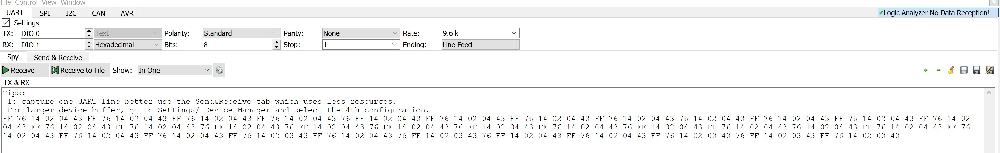 File Control View Window
UART SPI I2C CAN AVR Logic Analyzer No Data Reception!
Settings
TX: DIO 0 Text Polarity: Standard Parity: None Rate: 9.6 k
RX: DIO 1 Hexadecimal Bits: 8 Stop: 1 Ending: Line Feed
Spy Send & Receive
Receive Receive to File Show: In One
TX & RX
Tips:
To capture one UART line better use the Send&Receive tab which uses less resources.
For larger device buffer, go to Settings/ Device Manager and select the 4th configuration.
FF 76 14 02 04 43 FF 76 14 02 04 43 FF 76 14 02 04 43 FF 76 14 02 04 43 76 FF 14 02 04 43 FF 76 14 02 04 43 FF 76 14 02 04 43 FF 76 14 02 04 43 76 14 02 04 43 FF 76 14 02 04 43 FF 76 14 02 04 43 FF 76 14 02
04 43 FF 76 14 02 04 43 FF 76 14 02 04 43 76 FF 14 02 04 43 76 FF 14 02 04 43 76 FF 14 02 04 43 76 FF 14 02 04 43 FF 76 14 02 04 43 76 FF 14 02 04 43 FF 76 14 02 04 43 76 14 02 04 43 FF 76 14 02 04 43 FF 76
14 02 04 43 FF 76 14 02 04 43 FF 76 14 02 04 43 FF 76 14 02 03 43 FF 76 14 02 04 43 76 FF 14 02 03 43 76 FF 14 02 04 43 FF 76 14 02 04 43 FF 76 14 02 03 43 76 FF 14 02 03 43 FF 76 14 02 03 43